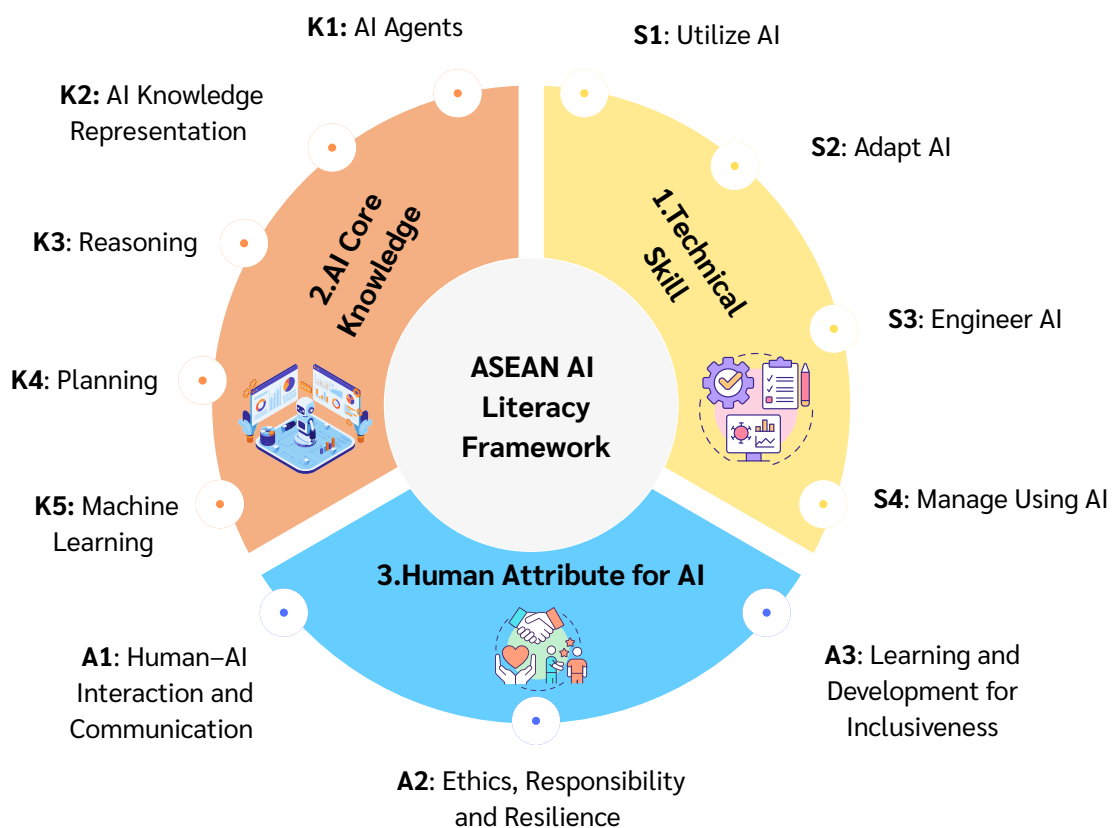 K1: AI Agents
K2: AI Knowledge
Representation
K3: Reasoning
K4: Planning
K5: Machine
Learning
2.AI Core
Knowledge
S1: Utilize AI
S2: Adapt AI
S3: Engineer AI
S4: Manage Using AI
1.Technical
Skill
ASEAN AI
Literacy
Framework
3.Human Attribute for AI
A1: Human–AI
Interaction and
Communication
A2: Ethics, Responsibility
and Resilience
A3: Learning and
Development for
Inclusiveness